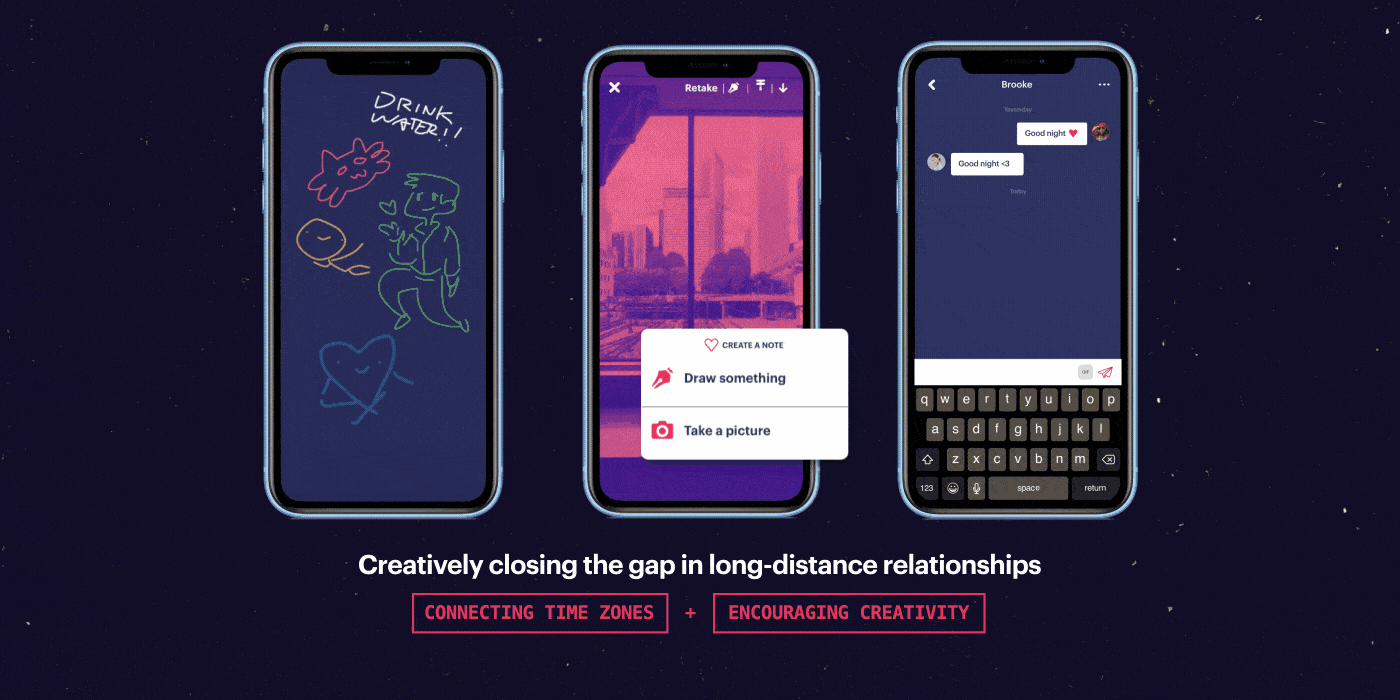 DRINK
WATER!!
Retake | | |
CREATE A NOTE
Draw something
Take a picture
Brooke
Yesterday
Good night
Good night <3
Today
GIF
q w e r t y u i o p
a s d f g h j k l
z x c v b n m
123 space return
Creatively closing the gap in long-distance relationships
CONNECTING TIME ZONES + ENCOURAGING CREATIVITY